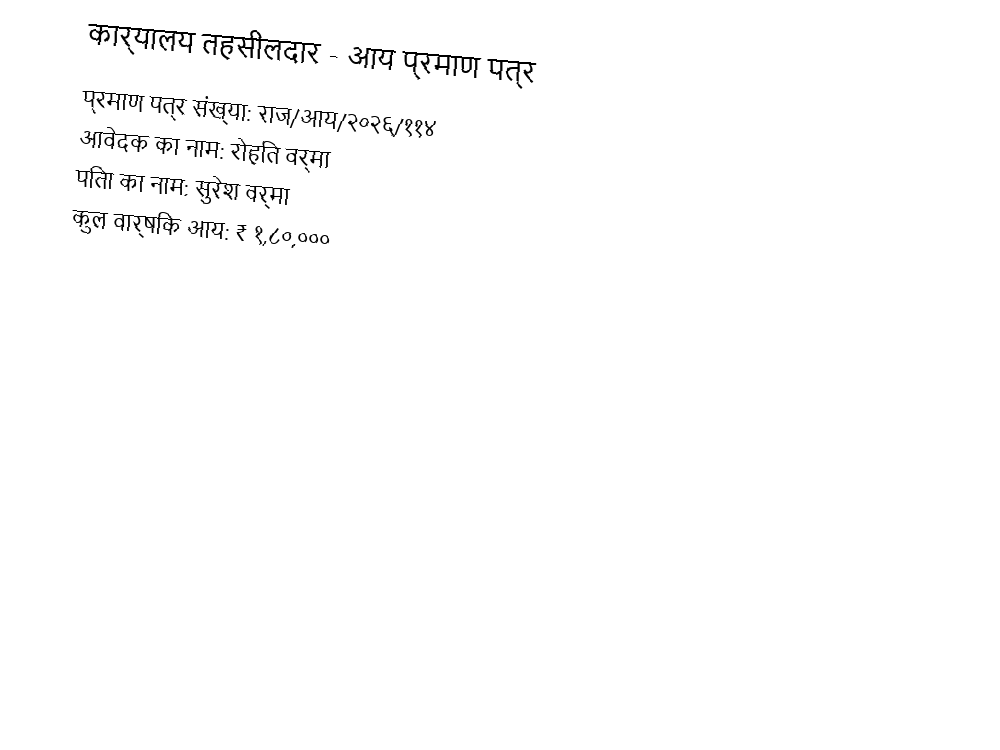 कार्यालय तहसीलदार - आय प्रमाण पत्र
प्रमाण पत्र संख्या: राज/आय/२०२६/११४
आवेदक का नाम: रोहित वर्मा
पिता का नाम: सुरेश वर्मा
कुल वार्षिक आय: ₹ १,८०,०००